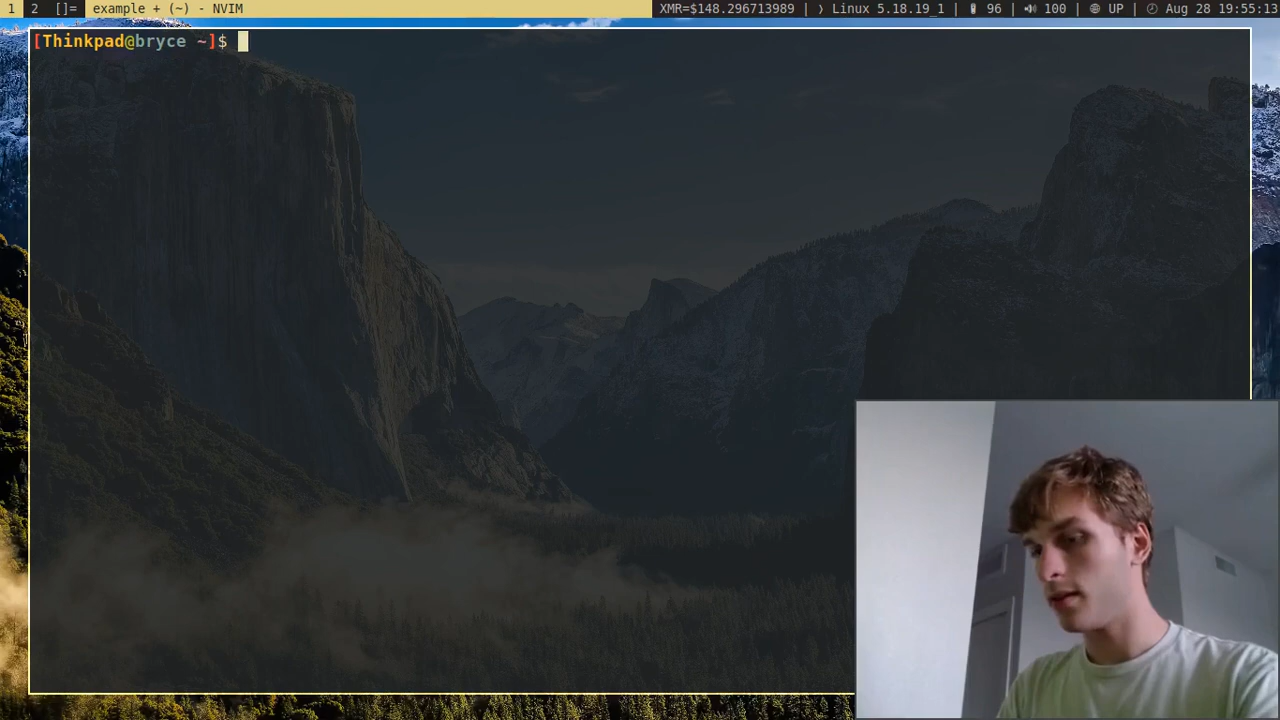 1 2 []= example + (~) - NVIM XMR=$148.296713989 | ❭ Linux 5.18.19_1 | 96 | 100 | UP | Aug 28 19:55:13
[Thinkpad@bryce ~]$